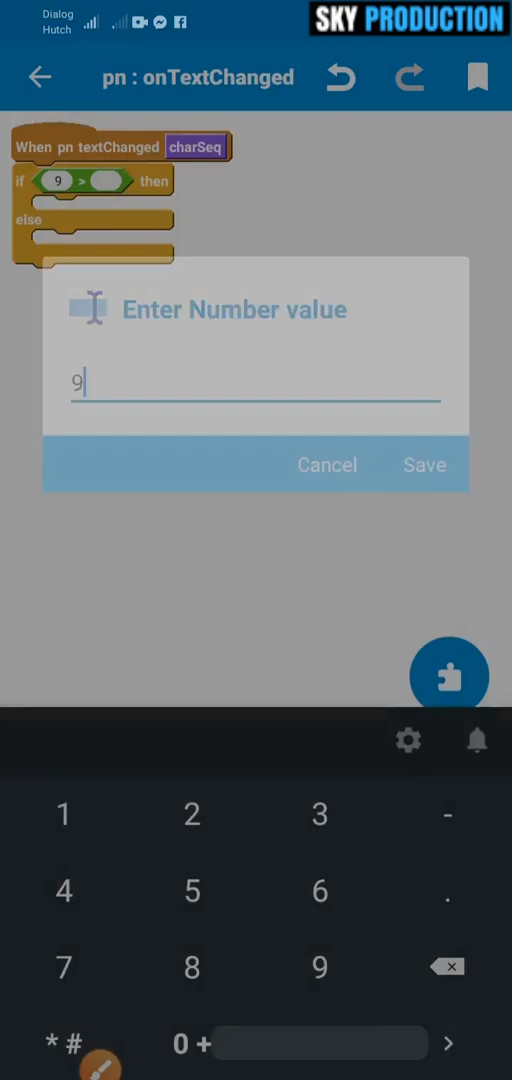 Dialog
Hutch
SKY PRODUCTION
pn : onTextChanged
When pn textChanged charSeq
if 9 > then
else
Enter Number value
9
Cancel Save
1 2 3 -
4 5 6 .
7 8 9
* # 0 + >